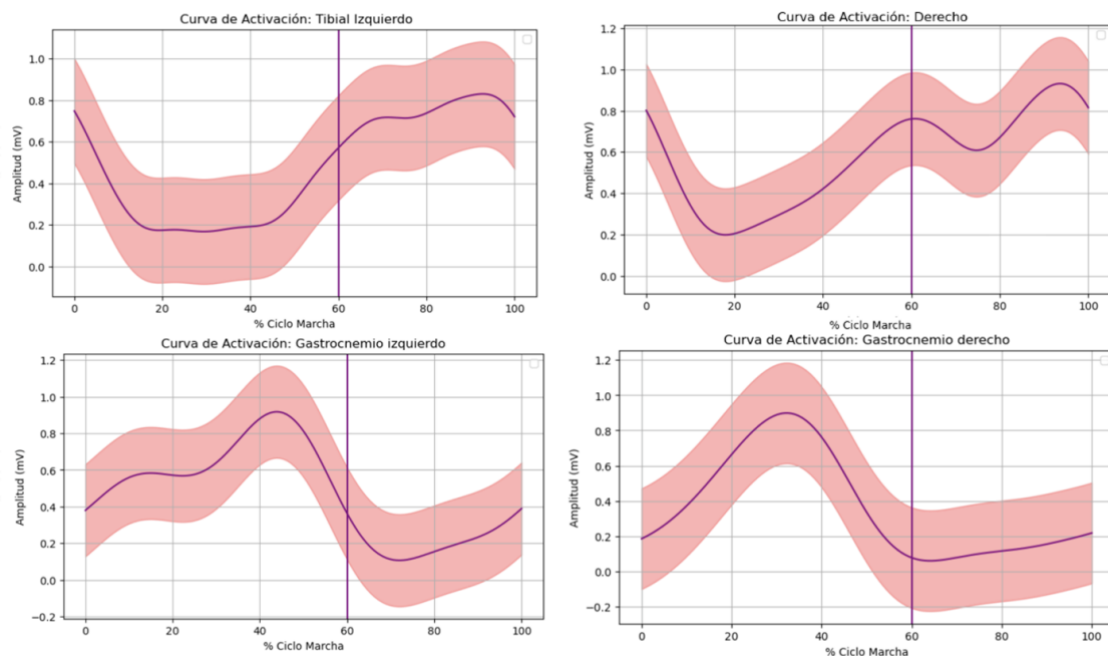 Curva de Activación: Tibial Izquierdo
Amplitud (mV)
1.0
0.8
0.6
0.4
0.2
0.0
0 20 40 60 80 100
% Ciclo Marcha
Curva de Activación: Derecho
Amplitud (mV)
1.2
1.0
0.8
0.6
0.4
0.2
0.0
0 20 40 60 80 100
% Ciclo Marcha
Curva de Activación: Gastrocnemio izquierdo
Amplitud (mV)
1.2
1.0
0.8
0.6
0.4
0.2
0.0
−0.2
0 20 40 60 80 100
% Ciclo Marcha
Curva de Activación: Gastrocnemio derecho
Amplitud (mV)
1.2
1.0
0.8
0.6
0.4
0.2
0.0
−0.2
0 20 40 60 80 100
% Ciclo Marcha